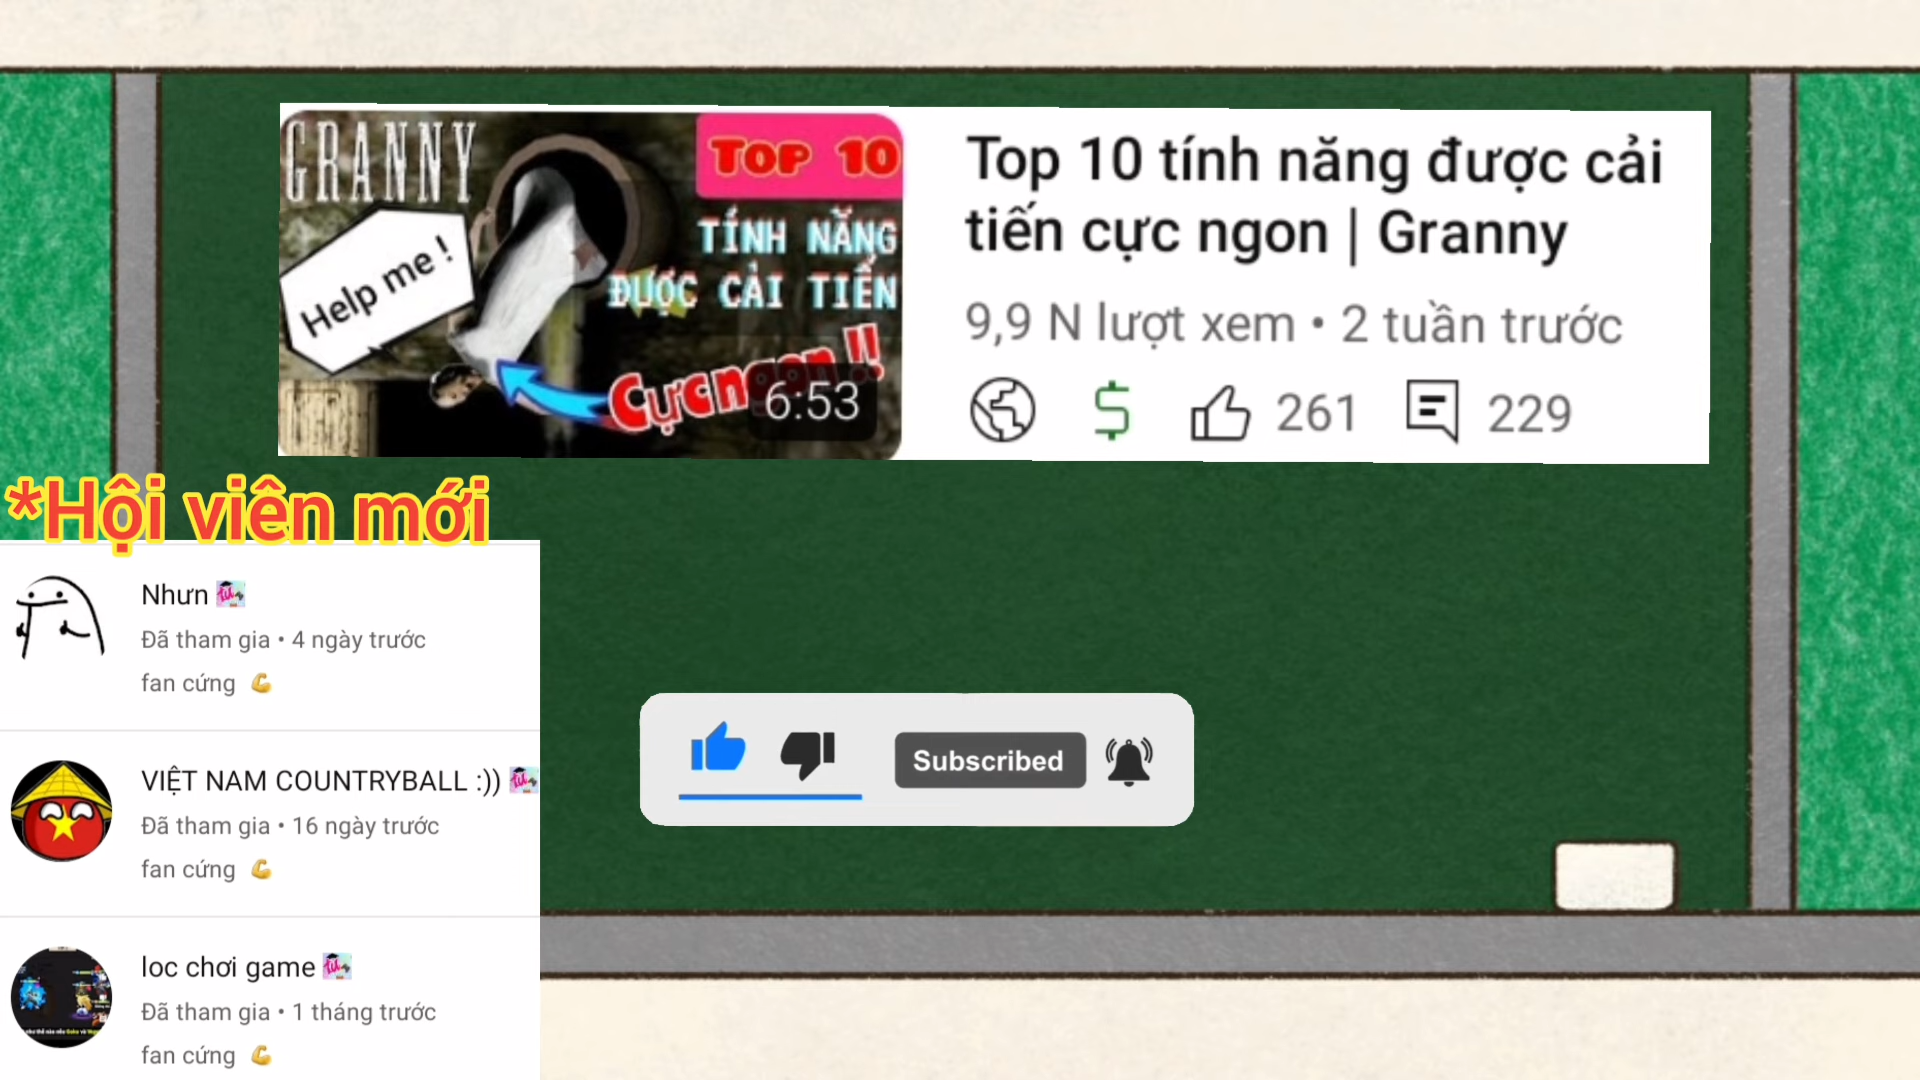 GRANNY
Help me !
TOP 10
TÍNH NĂNG
ĐƯỢC CẢI TIẾN
Cực ngon !!
6:53
Top 10 tính năng được cải
tiến cực ngon | Granny
9,9 N lượt xem • 2 tuần trước
261
229
*Hội viên mới
Nhưn
Đã tham gia • 4 ngày trước
fan cứng 💪
VIỆT NAM COUNTRYBALL :))
Đã tham gia • 16 ngày trước
fan cứng 💪
loc chơi game
Đã tham gia • 1 tháng trước
fan cứng 💪
Subscribed